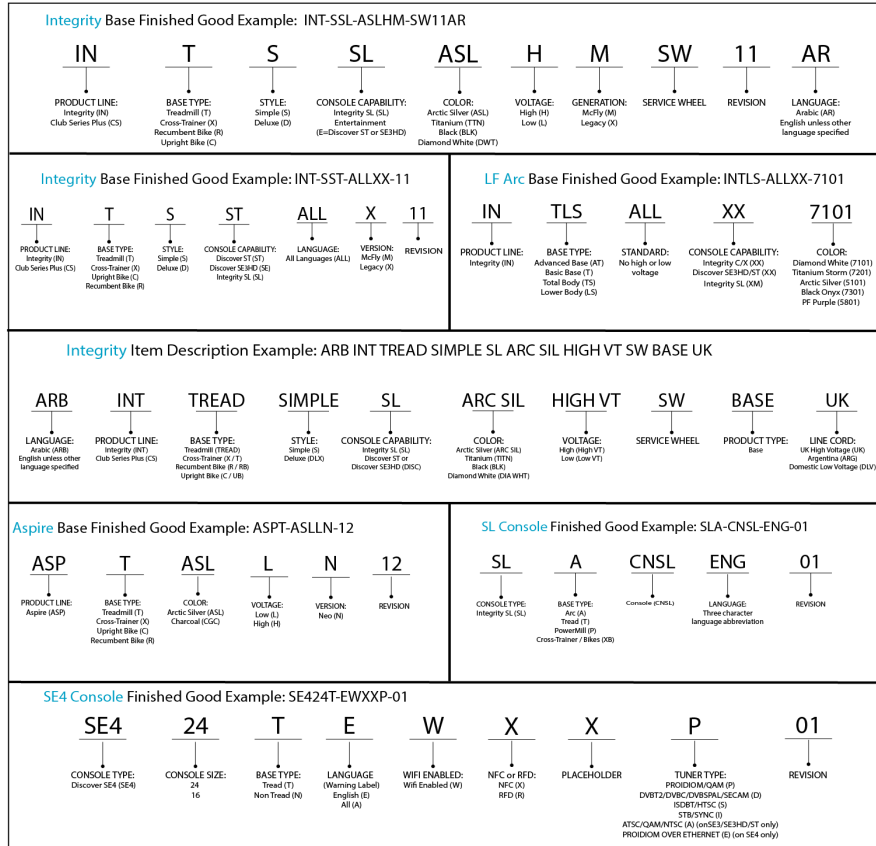 Integrity Base Finished Good Example: INT-SSL-ASLHM-SW11AR
IN T S SL ASL H M SW 11 AR
PRODUCT LINE:
Integrity (IN)
Club Series Plus (CS)
BASE TYPE:
Treadmill (T)
Cross-Trainer (X)
Recumbent Bike (R)
Upright Bike (C)
STYLE:
Simple (S)
Deluxe (D)
CONSOLE CAPABILITY:
Integrity SL (SL)
Entertainment
(E=Discover ST or SE3HD)
COLOR:
Arctic Silver (ASL)
Titanium (TTN)
Black (BLK)
Diamond White (DWT)
VOLTAGE:
High (H)
Low (L)
GENERATION:
McFly (M)
Legacy (X)
SERVICE WHEEL
REVISION
LANGUAGE:
Arabic (AR)
English unless other
language specified
Integrity Base Finished Good Example: INT-SST-ALLXX-11
IN T S ST ALL X 11
PRODUCT LINE:
Integrity (IN)
Club Series Plus (CS)
BASE TYPE:
Treadmill (T)
Cross-Trainer (X)
Upright Bike (C)
Recumbent Bike (R)
STYLE:
Simple (S)
Deluxe (D)
CONSOLE CAPABILITY:
Discover ST (ST)
Discover SE3HD (SE)
Integrity SL (SL)
LANGUAGE:
All Languages (ALL)
VERSION:
McFly (M)
Legacy (X)
REVISION
LF Arc Base Finished Good Example: INTLS-ALLXX-7101
IN TLS ALL XX 7101
PRODUCT LINE:
Integrity (IN)
BASE TYPE:
Advanced Base (AT)
Basic Base (T)
Total Body (TS)
Lower Body (LS)
STANDARD:
No high or low
voltage
CONSOLE CAPABILITY:
Integrity C/X (XX)
Discover SE3HD/ST (XX)
Integrity SL (XM)
COLOR:
Diamond White (7101)
Titanium Storm (7201)
Arctic Silver (5101)
Black Onyx (7301)
PF Purple (5801)
Integrity Item Description Example: ARB INT TREAD SIMPLE SL ARC SIL HIGH VT SW BASE UK
ARB INT TREAD SIMPLE SL ARC SIL HIGH VT SW BASE UK
LANGUAGE:
Arabic (ARB)
English unless other
language specified
PRODUCT LINE:
Integrity (INT)
Club Series Plus (CS)
BASE TYPE:
Treadmill (TREAD)
Cross-Trainer (X / T)
Recumbent Bike (R / RB)
Upright Bike (C / UB)
STYLE:
Simple (S)
Deluxe (DLX)
CONSOLE CAPABILITY:
Integrity SL (SL)
Discover ST or
Discover SE3HD (DISC)
COLOR:
Arctic Silver (ARC SIL)
Titanium (TITN)
Black (BLK)
Diamond White (DIA WHT)
VOLTAGE:
High (High VT)
Low (Low VT)
SERVICE WHEEL
PRODUCT TYPE:
Base
LINE CORD:
UK High Voltage (UK)
Argentina (ARG)
Domestic Low Voltage (DLV)
Aspire Base Finished Good Example: ASPT-ASLLN-12
ASP T ASL L N 12
PRODUCT LINE:
Aspire (ASP)
BASE TYPE:
Treadmill (T)
Cross-Trainer (X)
Upright Bike (C)
Recumbent Bike (R)
COLOR:
Arctic Silver (ASL)
Charcoal (CGC)
VOLTAGE:
Low (L)
High (H)
VERSION:
Neo (N)
REVISION
SL Console Finished Good Example: SLA-CNSL-ENG-01
SL A CNSL ENG 01
CONSOLE TYPE:
Integrity SL (SL)
BASE TYPE:
Arc (A)
Tread (T)
PowerMill (P)
Cross-Trainer / Bikes (XB)
Console (CNSL)
LANGUAGE:
Three character
language abbreviation
REVISION
SE4 Console Finished Good Example: SE424T-EWXXP-01
SE4 24 T E W X X P 01
CONSOLE TYPE:
Discover SE4 (SE4)
CONSOLE SIZE:
24
16
BASE TYPE:
Tread (T)
Non Tread (N)
LANGUAGE
(Warning Label)
English (E)
All (A)
WIFI ENABLED:
Wifi Enabled (W)
NFC or RFD:
NFC (X)
RFD (R)
PLACEHOLDER
TUNER TYPE:
PROIDIOM/QAM (P)
DVBT2/DVBC/DVBSPAL/SECAM (D)
ISDBT/HTSC (S)
STB/SYNC (I)
ATSC/QAM/NTSC (A) (onSE3/SE3HD/ST only)
PROIDIOM OVER ETHERNET (E) (on SE4 only)
REVISION